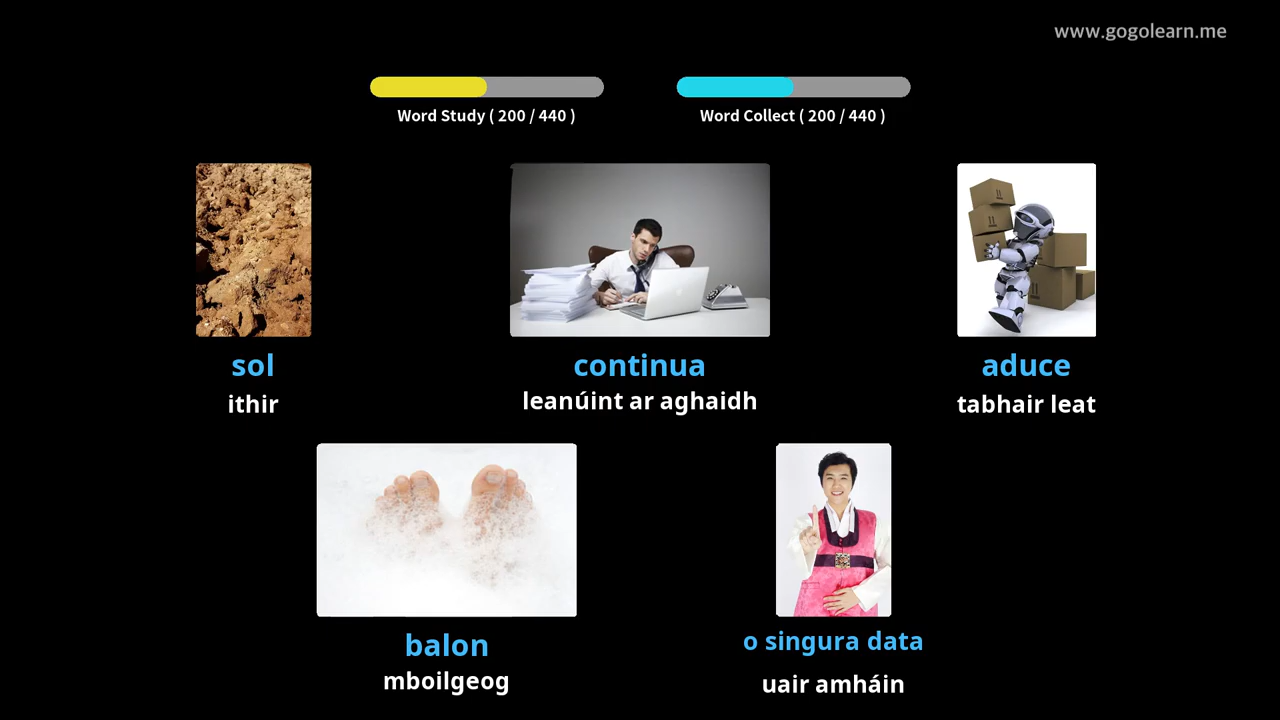 www.gogolearn.me
Word Study ( 200 / 440 )
Word Collect ( 200 / 440 )
sol
ithir
continua
leanúint ar aghaidh
aduce
tabhair leat
balon
mboilgeog
o singura data
uair amháin